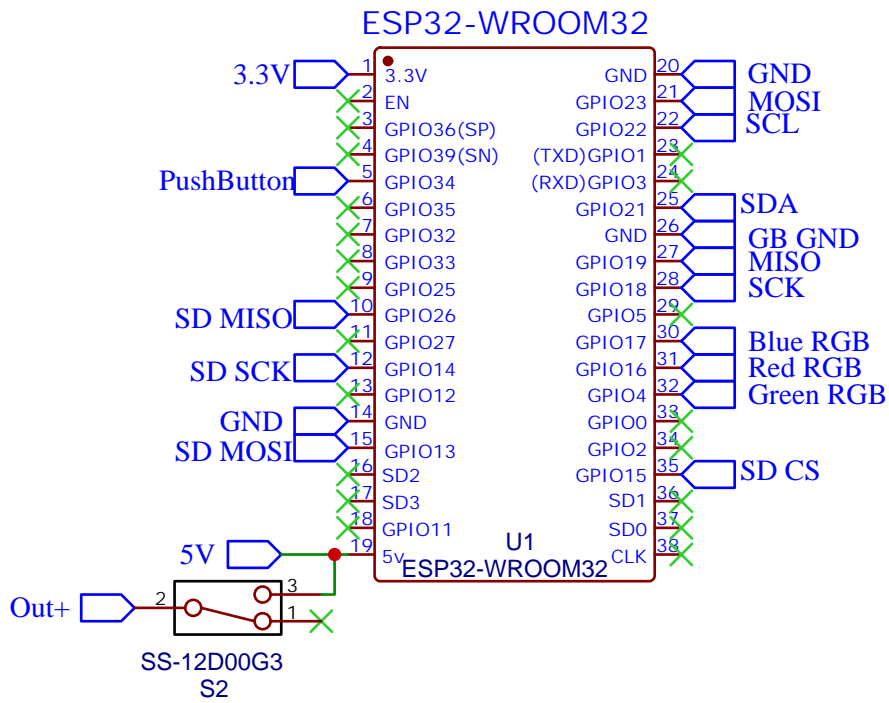 ESP32-WROOM32
3.3V 1 3.3V GND 20 GND
2 EN GPIO23 21 MOSI
3 GPIO36(SP) GPIO22 22 SCL
4 GPIO39(SN) (TXD)GPIO1 23
PushButton 5 GPIO34 (RXD)GPIO3 24
6 GPIO35 GPIO21 25 SDA
7 GPIO32 GND 26 GB GND
8 GPIO33 GPIO19 27 MISO
9 GPIO25 GPIO18 28 SCK
SD MISO 10 GPIO26 GPIO5 29
11 GPIO27 GPIO17 30 Blue RGB
SD SCK 12 GPIO14 GPIO16 31 Red RGB
13 GPIO12 GPIO4 32 Green RGB
GND 14 GND GPIO0 33
SD MOSI 15 GPIO13 GPIO2 34
16 SD2 GPIO15 35 SD CS
17 SD3 SD1 36
18 GPIO11 SD0 37
5V 19 5v CLK 38
U1
ESP32-WROOM32
3
Out+ 2
1
SS-12D00G3
S2